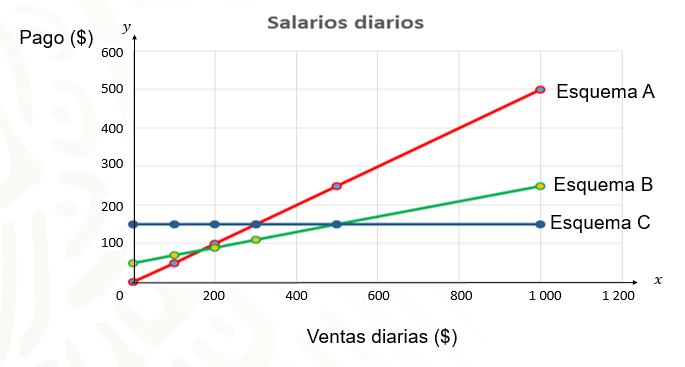 Salarios diarios
y
Pago ($)
600
500
400
300
200
100
0
200
400
600
800
1 000
1 200
x
Esquema A
Esquema B
Esquema C
Ventas diarias ($)